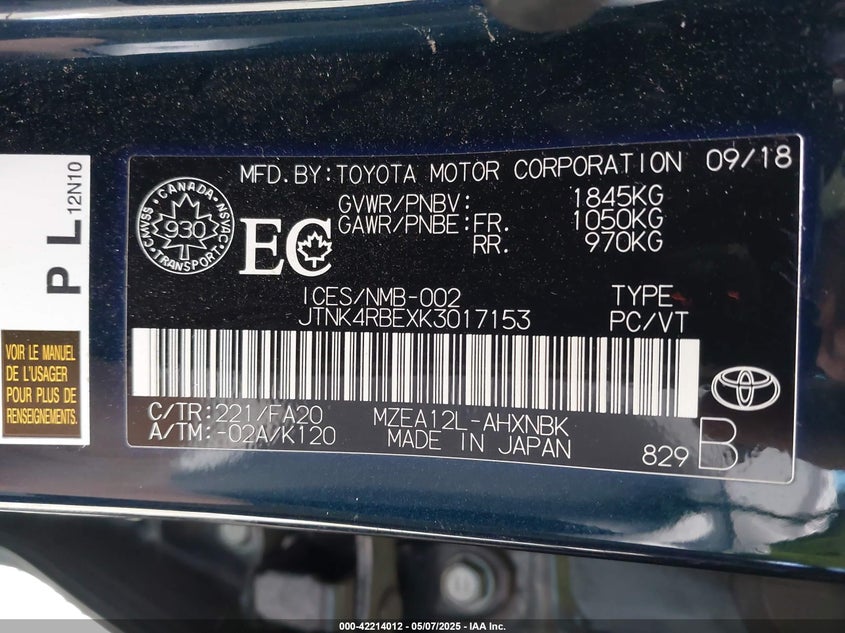 MFD.BY:TOYOTA MOTOR CORPORATION 09/18
GVWR/PNBV: 1845KG
GAWR/PNBE:FR. 1050KG
RR. 970KG
CANADA
CMVSS 930 NSVAC
TRANSPORT
EC
ICES/NMB-002 TYPE
JTNK4RBEXK3017153 PC/VT
C/TR:221/FA20 MZEA12L-AHXNBK
A/TM:-02A/K120 MADE IN JAPAN
829 B
P L
12N10
VOIR LE MANUEL
DE L'USAGER
POUR PLUS DE
RENSEIGNEMENTS.
000-42214012 - 05/07/2025 - IAA Inc.